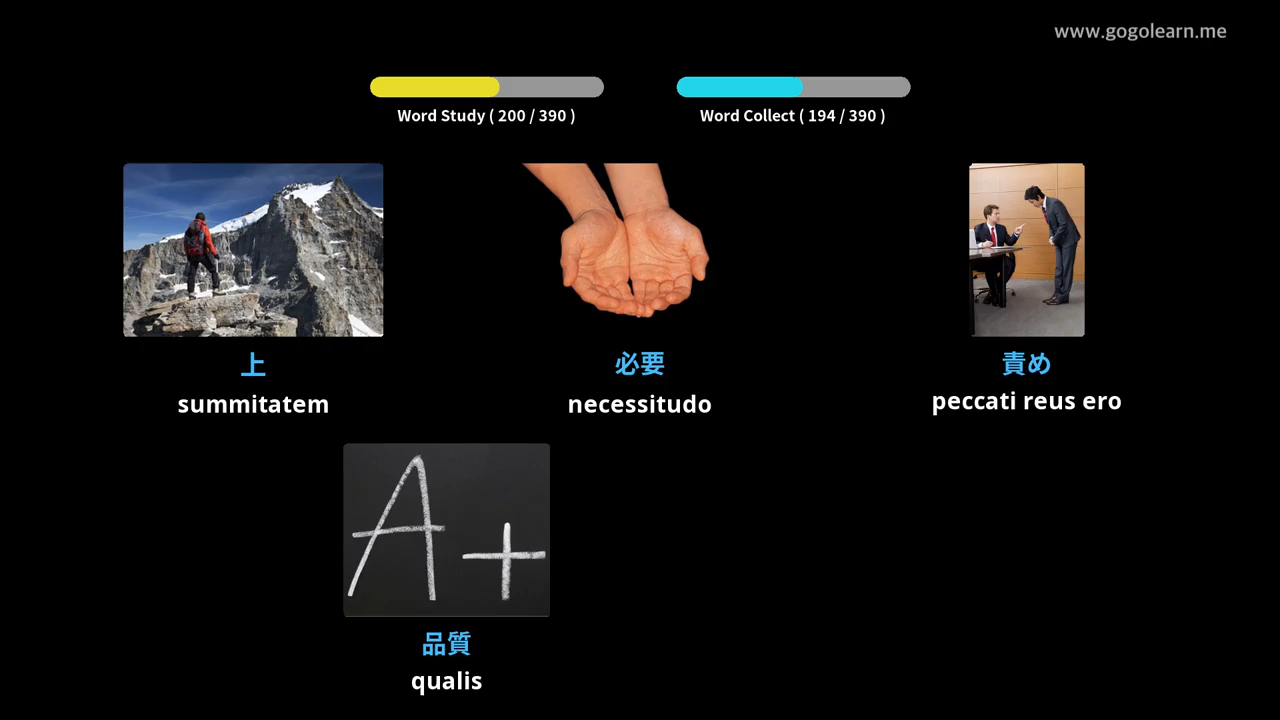 www.gogolearn.me
Word Study ( 200 / 390 )
Word Collect ( 194 / 390 )
上
summitatem
必要
necessitudo
責め
peccati reus ero
A+
品質
qualis